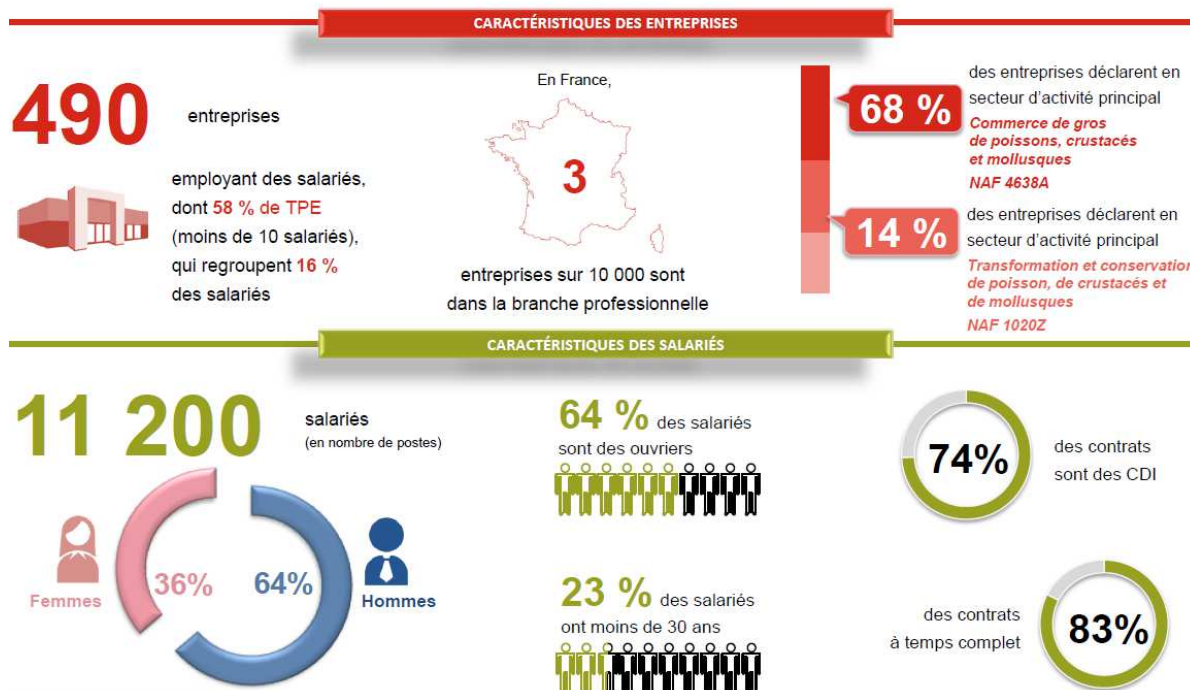 CARACTÉRISTIQUES DES ENTREPRISES
490 entreprises
employant des salariés,
dont 58 % de TPE
(moins de 10 salariés),
qui regroupent 16 %
des salariés
En France,
3
entreprises sur 10 000 sont
dans la branche professionnelle
68 %
des entreprises déclarent en
secteur d'activité principal
Commerce de gros
de poissons, crustacés
et mollusques
NAF 4638A
14 %
des entreprises déclarent en
secteur d'activité principal
Transformation et conservation
de poisson, de crustacés et
de mollusques
NAF 1020Z
CARACTÉRISTIQUES DES SALARIÉS
11 200 salariés
(en nombre de postes)
36%
Femmes
64%
Hommes
64 % des salariés
sont des ouvriers
23 % des salariés
ont moins de 30 ans
74%
des contrats
sont des CDI
des contrats
à temps complet
83%